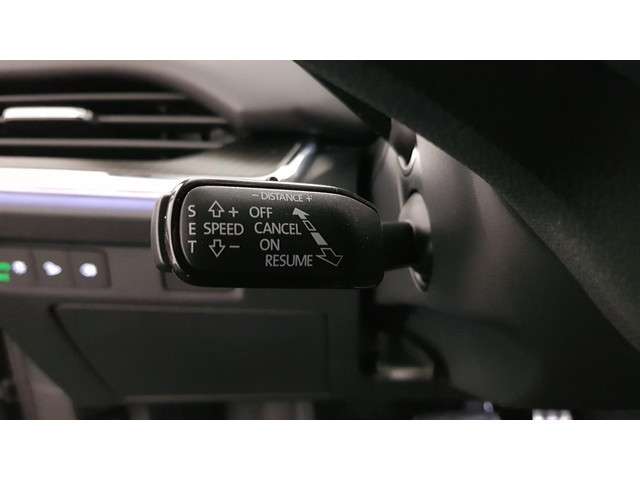 - DISTANCE +
S + OFF
E SPEED CANCEL
ON
T - RESUME